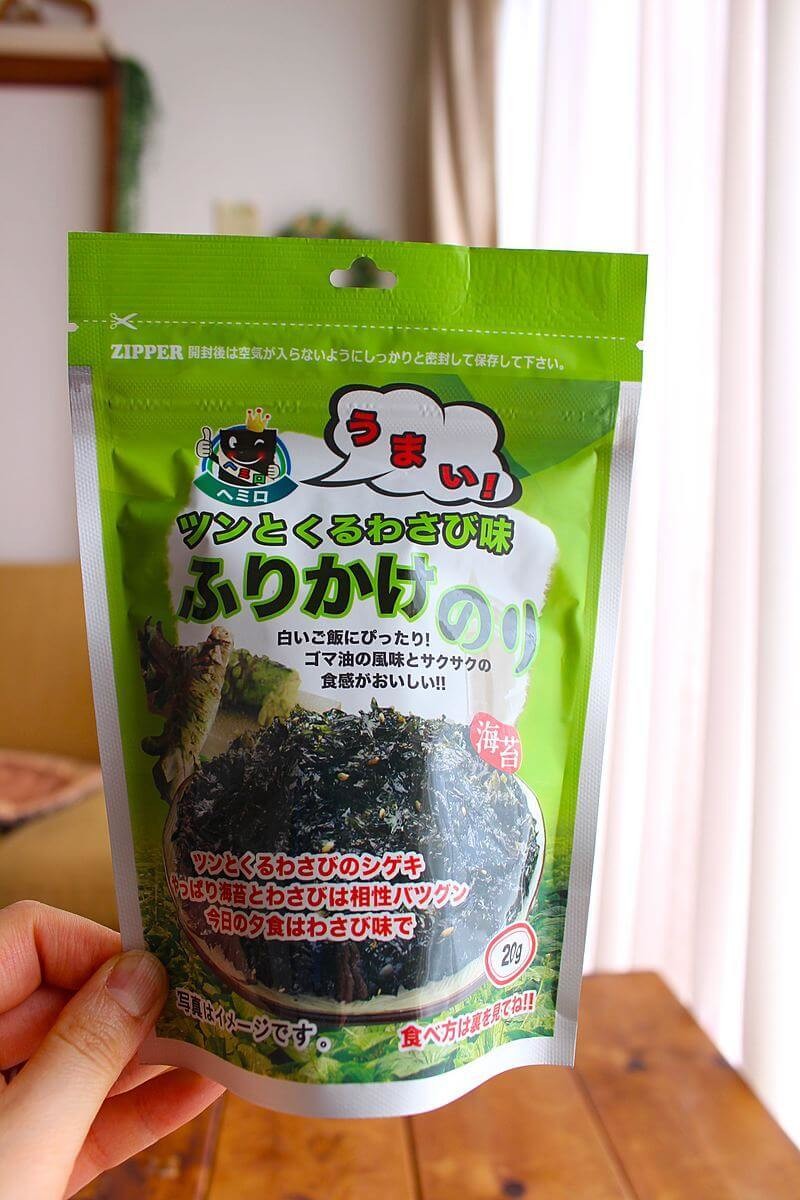 ZIPPER 開封後は空気が入らないようにしっかりと密封して保存して下さい。
うまい!
ヘミロ
ヘミロ
ツンとくるわさび味
ふりかけのり
白いご飯にぴったり!
ゴマ油の風味とサクサクの
食感がおいしい!!
海苔
ツンとくるわさびのシゲキ
やっぱり海苔とわさびは相性バツグン
今日の夕食はわさび味で
20g
写真はイメージです。
食べ方は裏を見てね!!